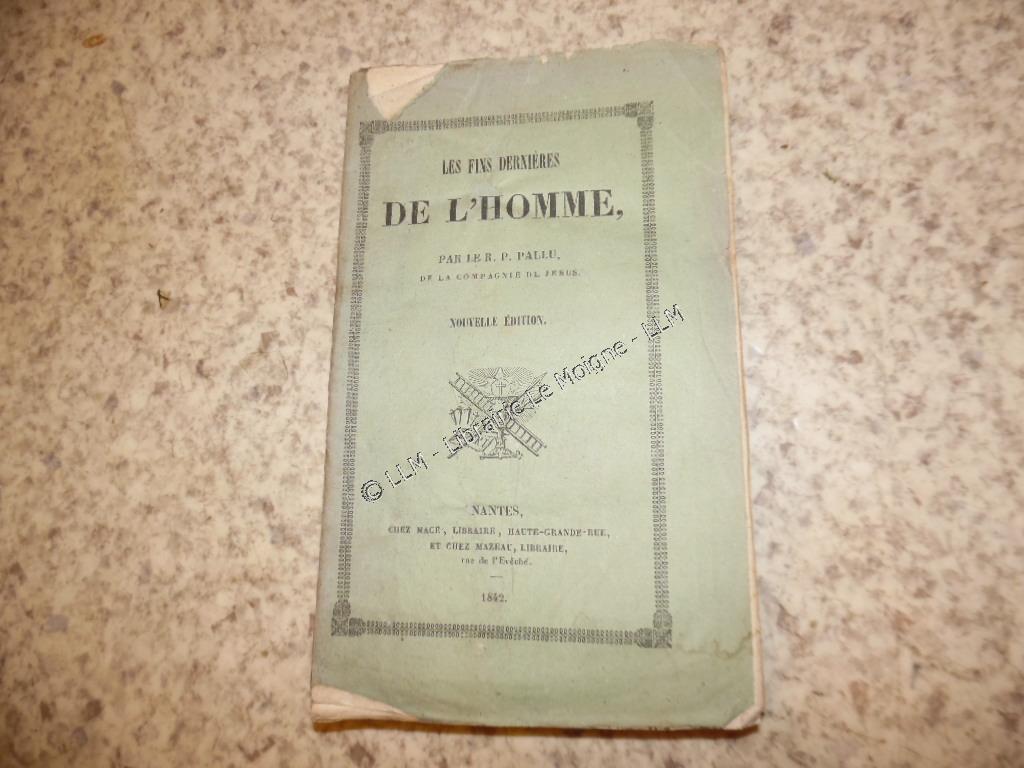 LES FINS DERNIÈRES
DE L'HOMME,
PAR LE R. P. PALLU,
DE LA COMPAGNIE DE JÉSUS.
NOUVELLE ÉDITION.
© LLM - Librairie Le Moigne - LLM
NANTES,
CHEZ MACÉ, LIBRAIRE, HAUTE-GRANDE-RUE,
ET CHEZ MAZEAU, LIBRAIRE,
rue de l'Evêché.
1842.